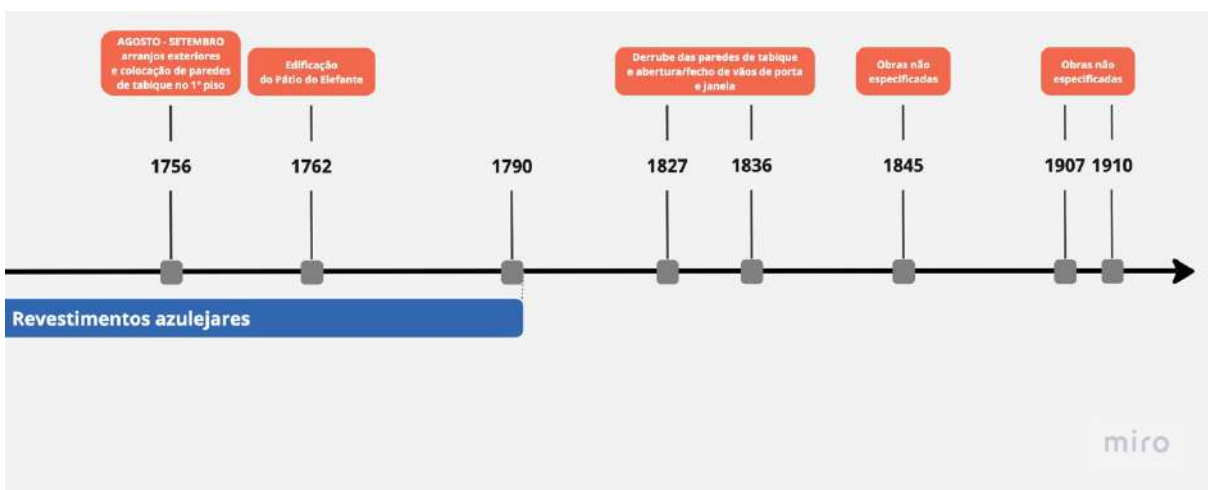 AGOSTO - SETEMBRO
arranjos exteriores
e colocação de paredes
de tabique no 1º piso
Edificação
do Pátio do Elefante
Derrube das paredes de tabique
e abertura/fecho de vãos de porta
e janela
Obras não
especificadas
Obras não
especificadas
1756
1762
1790
1827
1836
1845
1907
1910
Revestimentos azulejares
miro